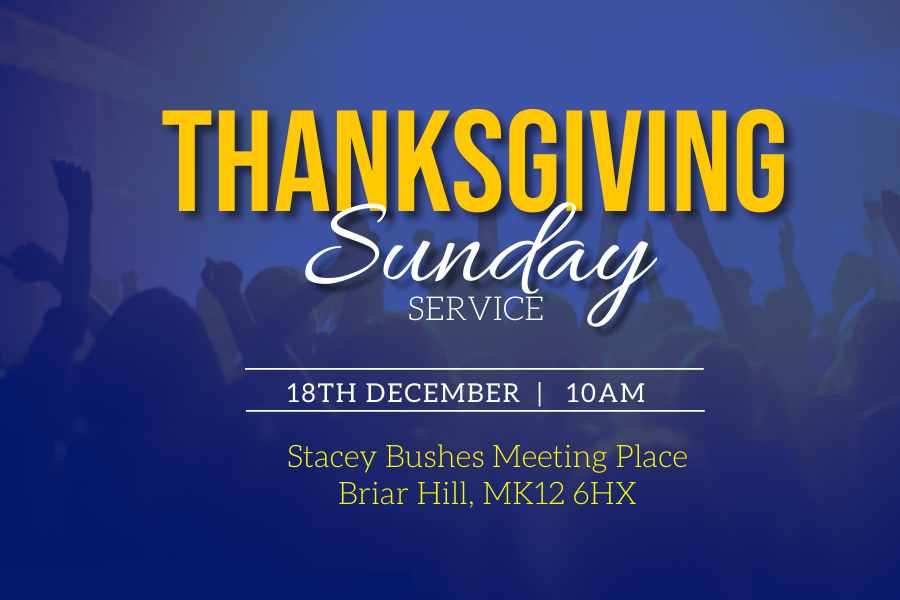 THANKSGIVING
Sunday
SERVICE
18TH DECEMBER | 10AM
Stacey Bushes Meeting Place
Briar Hill, MK12 6HX